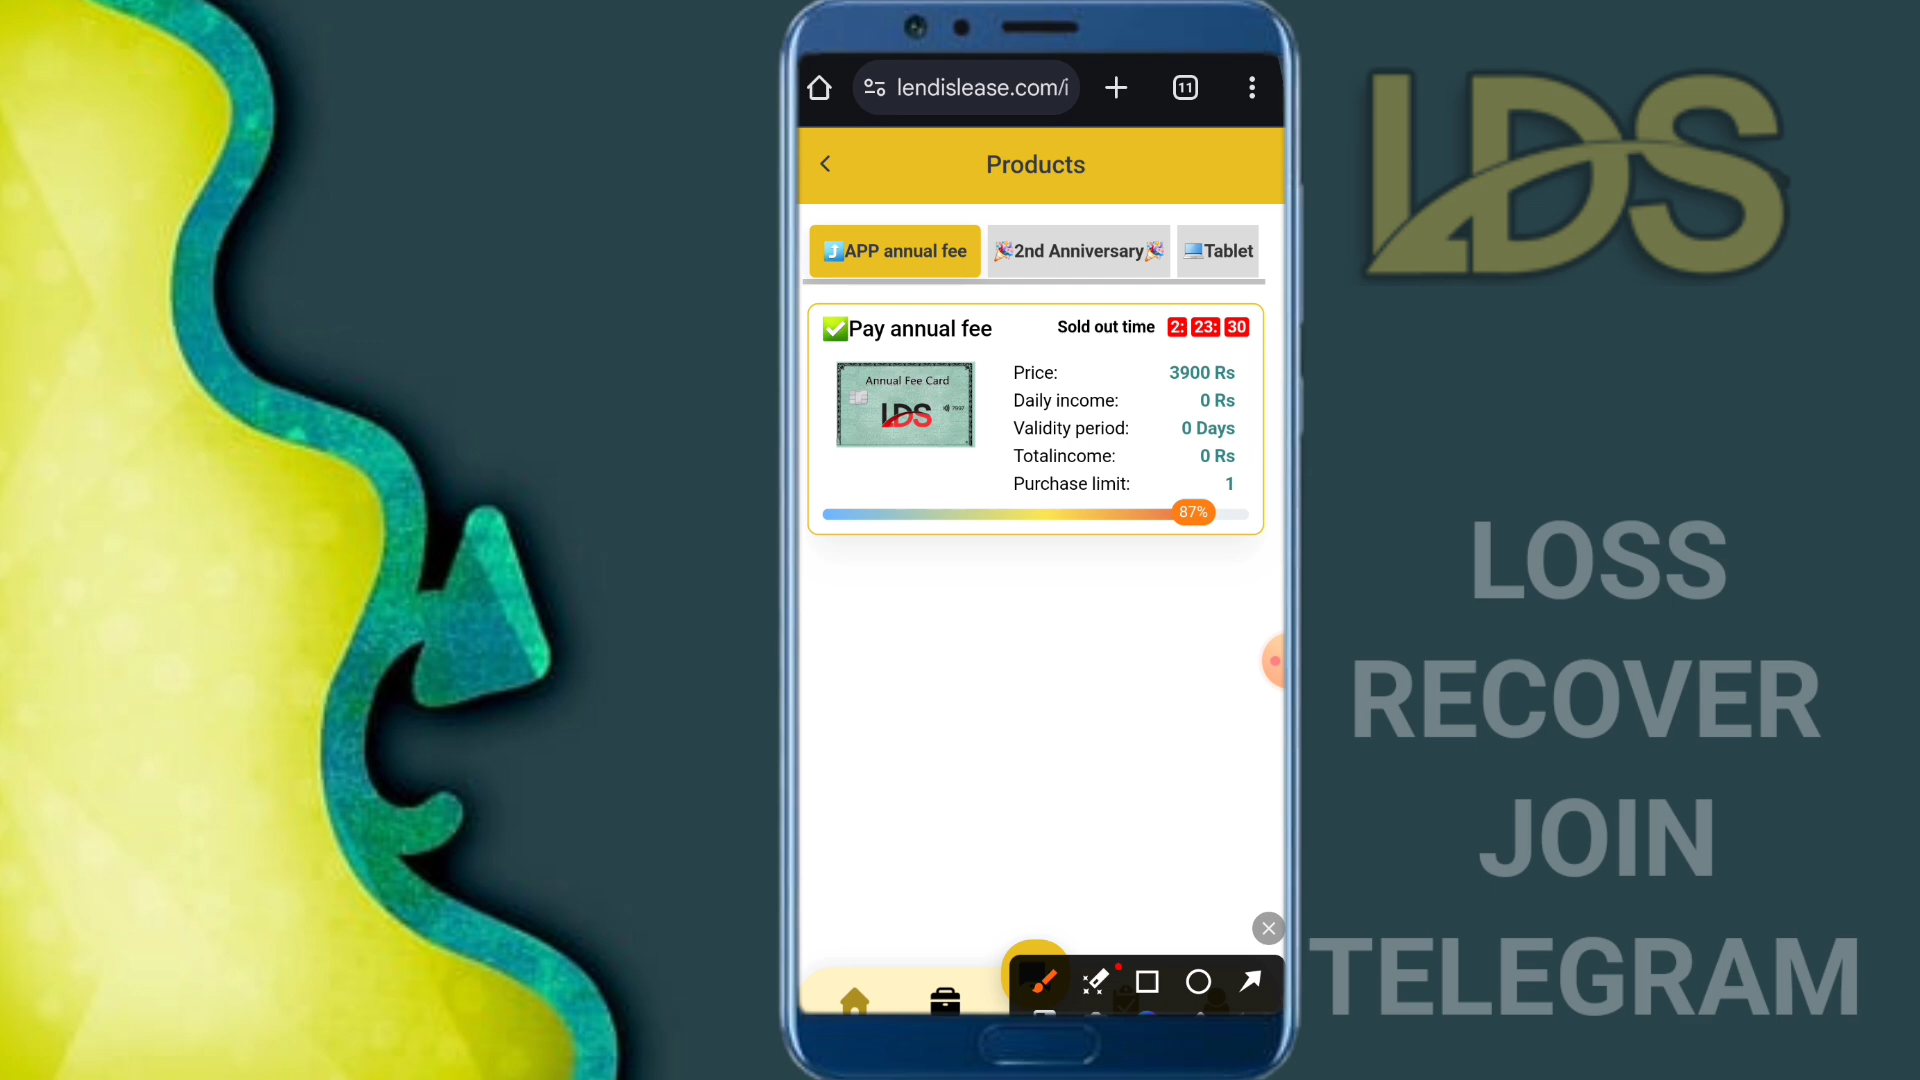 lendislease.com/i
11
Products
APP annual fee
2nd Anniversary
Tablet
Pay annual fee
Sold out time 2: 23: 30
Annual Fee Card
LDS
7997
Price: 3900 Rs
Daily income: 0 Rs
Validity period: 0 Days
Totalincome: 0 Rs
Purchase limit: 1
87%
LDS
LOSS
RECOVER
JOIN
TELEGRAM